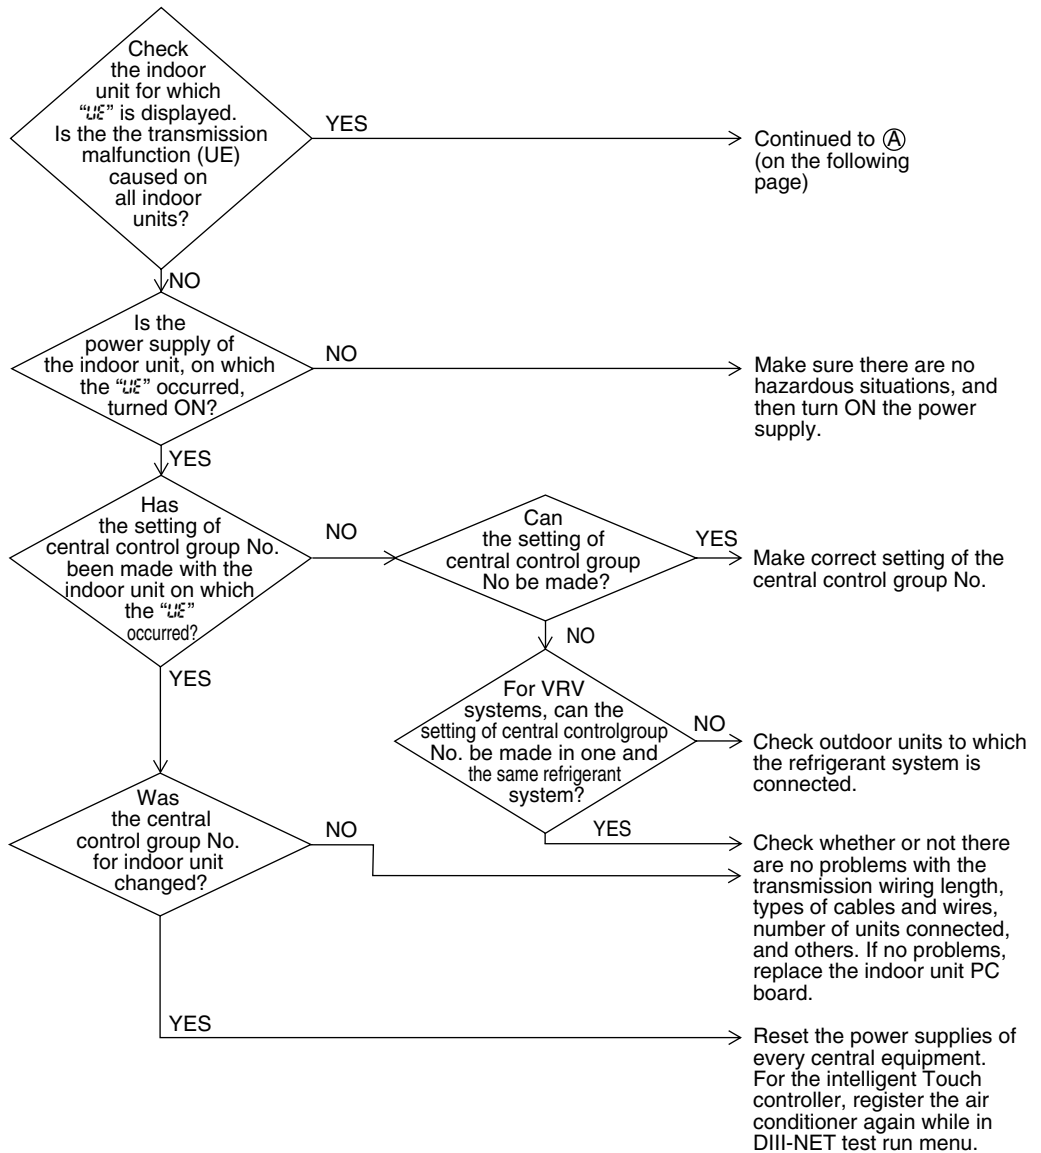 Check
the indoor
unit for which
“UE” is displayed.
Is the the transmission
malfunction (UE)
caused on
all indoor
units?
YES
Continued to Ⓐ
(on the following
page)
NO
Is the
power supply of
the indoor unit, on which
the “UE” occurred,
turned ON?
NO
Make sure there are no
hazardous situations, and
then turn ON the power
supply.
YES
Has
the setting of
central control group No.
been made with the
indoor unit on which
the “UE”
occurred?
NO
Can
the setting of
central control group
No be made?
YES
Make correct setting of the
central control group No.
NO
For VRV
systems, can the
setting of central controlgroup
No. be made in one and
the same refrigerant
system?
NO
Check outdoor units to which
the refrigerant system is
connected.
YES
YES
Was
the central
control group No.
for indoor unit
changed?
NO
Check whether or not there
are no problems with the
transmission wiring length,
types of cables and wires,
number of units connected,
and others. If no problems,
replace the indoor unit PC
board.
YES
Reset the power supplies of
every central equipment.
For the intelligent Touch
controller, register the air
conditioner again while in
DIII-NET test run menu.